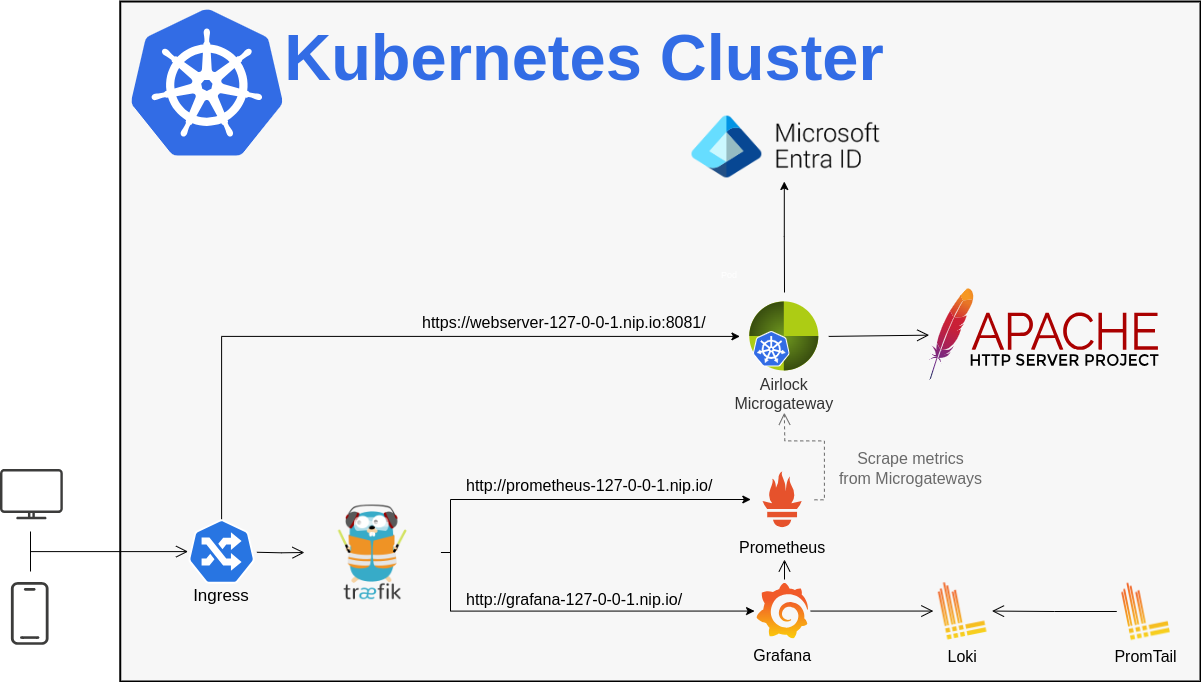 Kubernetes Cluster
Microsoft
Entra ID
https://webserver-127-0-0-1.nip.io:8081/
APACHE
HTTP SERVER PROJECT
Airlock
Microgateway
Scrape metrics
from Microgateways
http://prometheus-127-0-0-1.nip.io/
Prometheus
træfik
Ingress
http://grafana-127-0-0-1.nip.io/
Grafana
Loki
PromTail